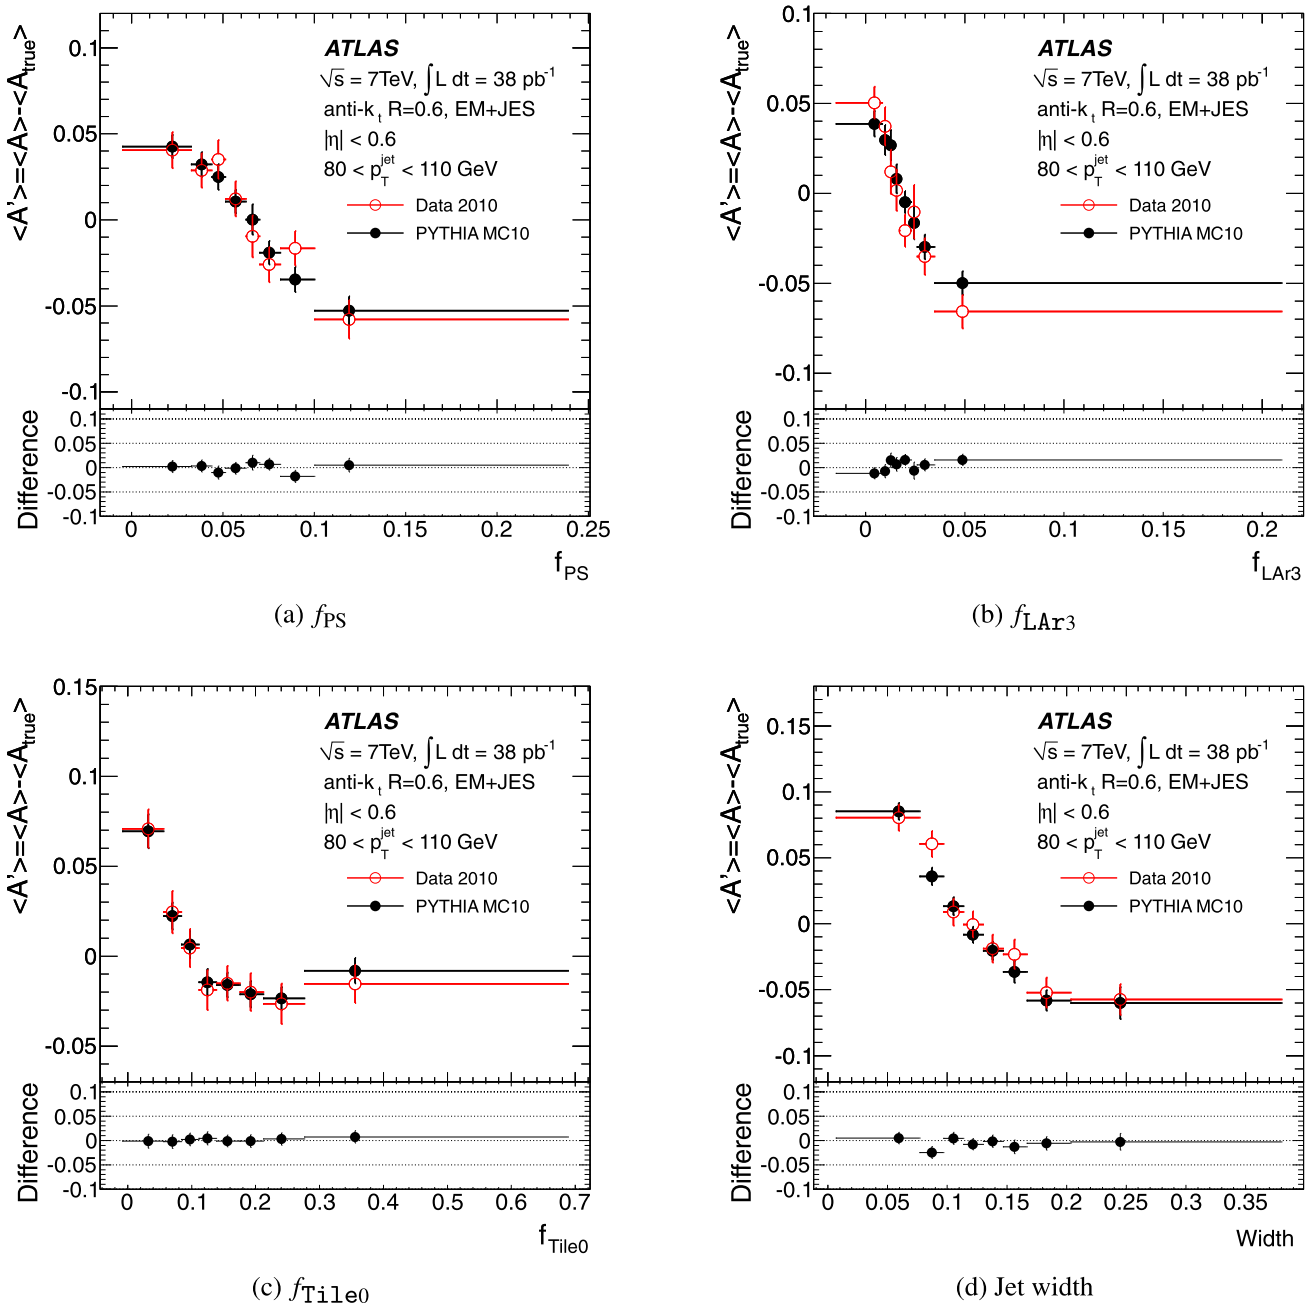 <A'>=<A>-<A_true>
0.1
0.05
0
-0.05
-0.1
ATLAS
√s = 7TeV, ∫L dt = 38 pb⁻¹
anti-k_t R=0.6, EM+JES
|η| < 0.6
80 < p_T^jet < 110 GeV
Data 2010
PYTHIA MC10
Difference
0.1
0.05
0
-0.05
-0.1
0 0.05 0.1 0.15 0.2 0.25
f_PS
(a) f_PS
<A'>=<A>-<A_true>
0.1
0.05
0
-0.05
-0.1
ATLAS
√s = 7TeV, ∫L dt = 38 pb⁻¹
anti-k_t R=0.6, EM+JES
|η| < 0.6
80 < p_T^jet < 110 GeV
Data 2010
PYTHIA MC10
Difference
0.1
0.05
0
-0.05
-0.1
0 0.05 0.1 0.15 0.2
f_LAr3
(b) f_LAr3
<A'>=<A>-<A_true>
0.15
0.1
0.05
0
-0.05
ATLAS
√s = 7TeV, ∫L dt = 38 pb⁻¹
anti-k_t R=0.6, EM+JES
|η| < 0.6
80 < p_T^jet < 110 GeV
Data 2010
PYTHIA MC10
Difference
0.1
0.05
0
-0.05
-0.1
0 0.1 0.2 0.3 0.4 0.5 0.6 0.7
f_Tile0
(c) f_Tile0
<A'>=<A>-<A_true>
0.15
0.1
0.05
0
-0.05
-0.1
ATLAS
√s = 7TeV, ∫L dt = 38 pb⁻¹
anti-k_t R=0.6, EM+JES
|η| < 0.6
80 < p_T^jet < 110 GeV
Data 2010
PYTHIA MC10
Difference
0.1
0.05
0
-0.05
-0.1
0 0.05 0.1 0.15 0.2 0.25 0.3 0.35
Width
(d) Jet width